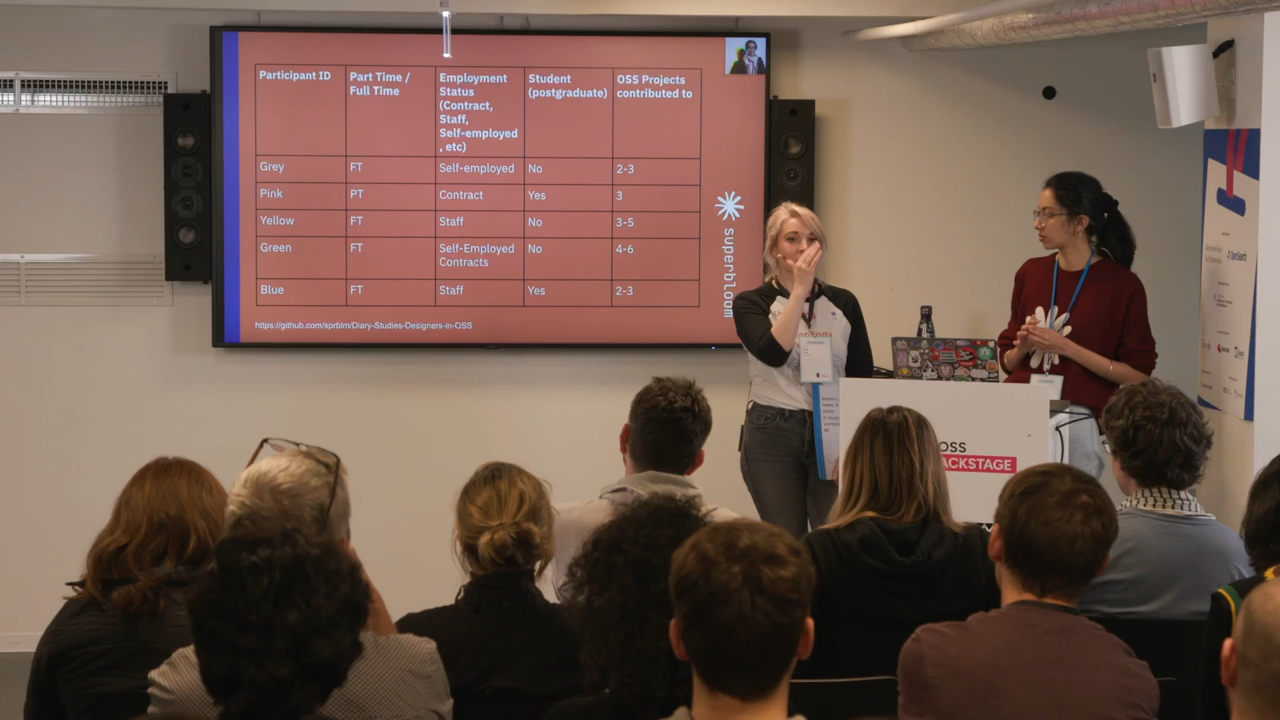 Participant ID
Part Time /
Full Time
Employment
Status
(Contract,
Staff,
Self-employed
, etc)
Student
(postgraduate)
OSS Projects
contributed to
Grey FT Self-employed No 2-3
Pink PT Contract Yes 3
Yellow FT Staff No 3-5
Green FT Self-Employed No 4-6
Contracts
Blue FT Staff Yes 2-3
https://github.com/sprblm/Diary-Studies-Designers-in-OSS
superbloom
OSS
ACKSTAGE
OpenSearch